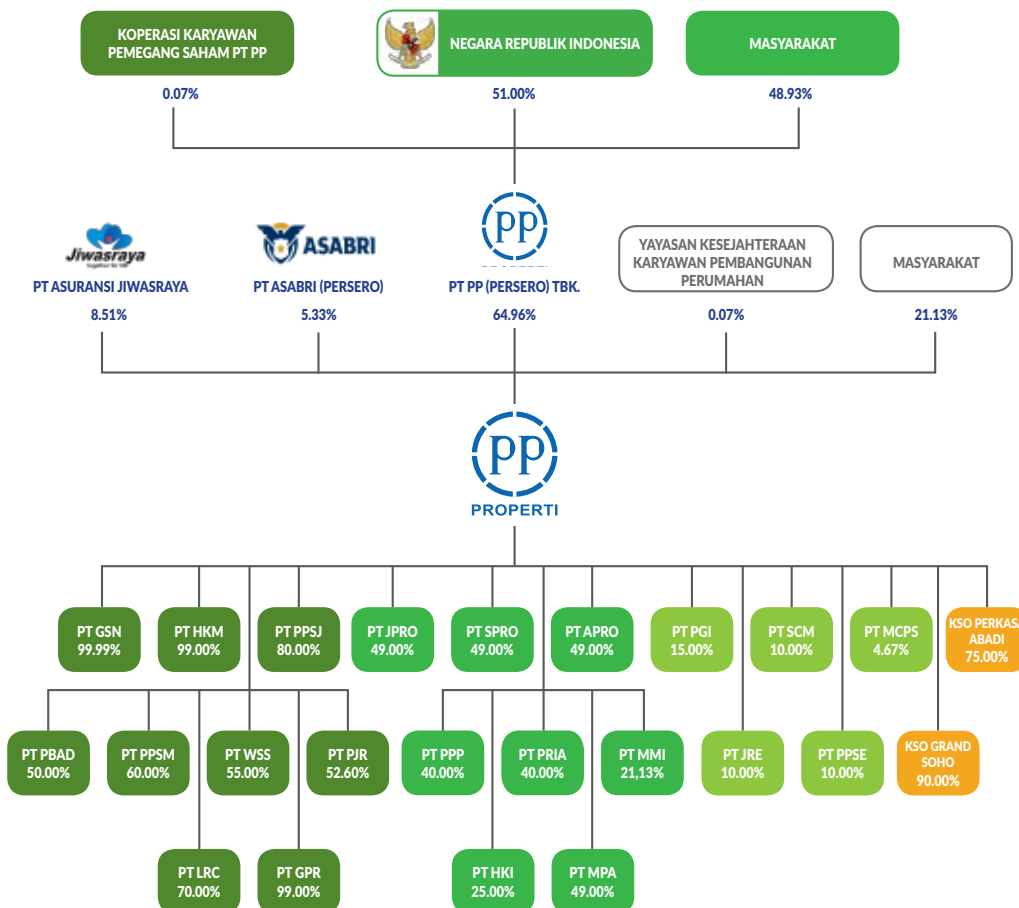 KOPERASI KARYAWAN
PEMEGANG SAHAM PT PP
NEGARA REPUBLIK INDONESIA
MASYARAKAT
0.07%
51.00%
48.93%
Jiwasraya
ASABRI
pp
YAYASAN KESEJAHTERAAN
KARYAWAN PEMBANGUNAN
PERUMAHAN
MASYARAKAT
PT ASURANSI JIWASRAYA
PT ASABRI (PERSERO)
PT PP (PERSERO) TBK.
8.51%
5.33%
64.96%
0.07%
21.13%
pp
PROPERTI
PT GSN
99.99%
PT HKM
99.00%
PT PPSJ
80.00%
PT JPRO
49.00%
PT SPRO
49.00%
PT APRO
49.00%
PT PGI
15.00%
PT SCM
10.00%
PT MCPS
4.67%
KSO PERKASA
ABADI
75.00%
PT PBAD
50.00%
PT PPSM
60.00%
PT WSS
55.00%
PT PJR
52.60%
PT PPP
40.00%
PT PRIA
40.00%
PT MMI
21,13%
PT JRE
10.00%
PT PPSE
10.00%
KSO GRAND
SOHO
90.00%
PT LRC
70.00%
PT GPR
99.00%
PT HKI
25.00%
PT MPA
49.00%